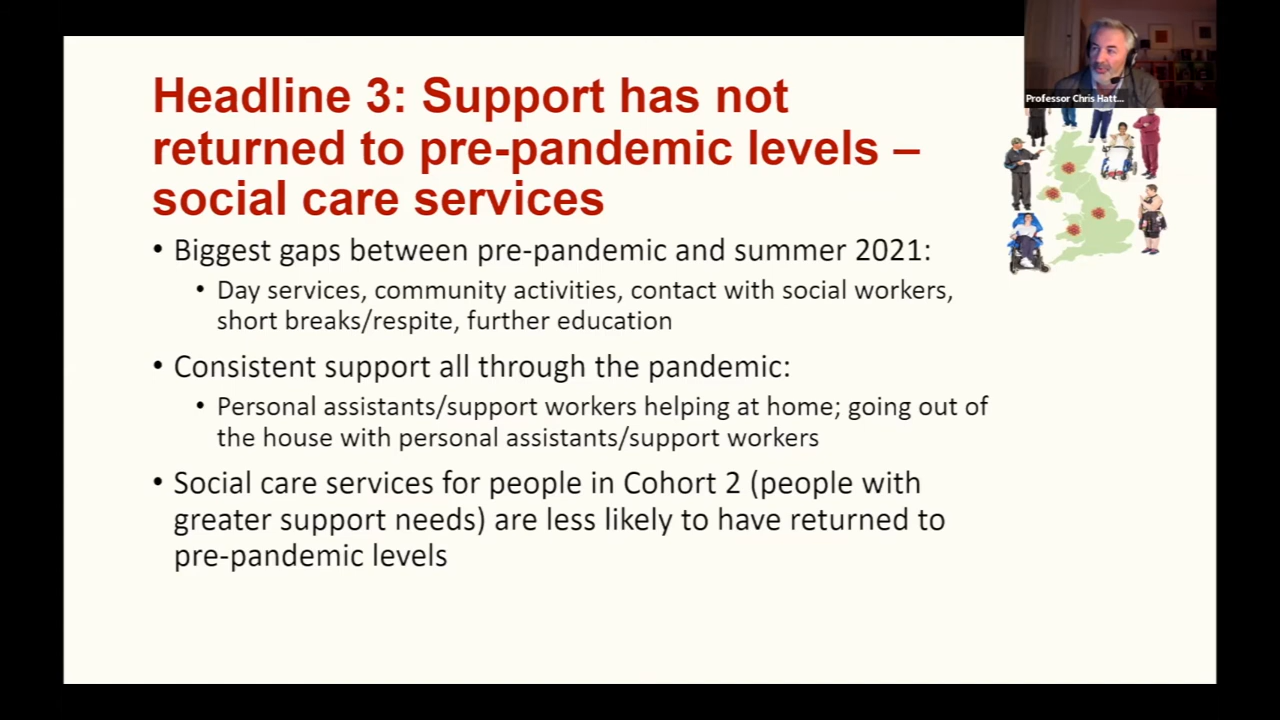 Headline 3: Support has not
returned to pre-pandemic levels –
social care services
• Biggest gaps between pre-pandemic and summer 2021:
• Day services, community activities, contact with social workers,
short breaks/respite, further education
• Consistent support all through the pandemic:
• Personal assistants/support workers helping at home; going out of
the house with personal assistants/support workers
• Social care services for people in Cohort 2 (people with
greater support needs) are less likely to have returned to
pre-pandemic levels
Professor Chris Hatt...